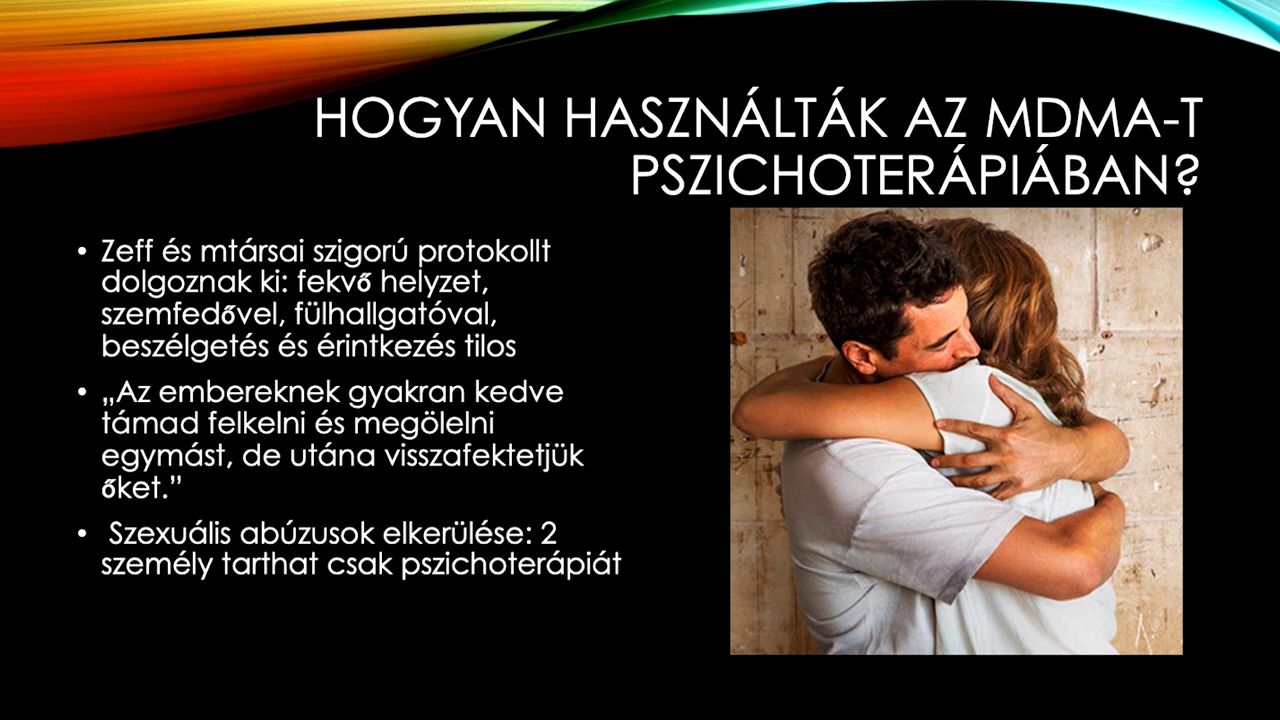 HOGYAN HASZNÁLTÁK AZ MDMA-T
PSZICHOTERÁPIÁBAN?
• Zeff és mtársai szigorú protokollt
dolgoznak ki: fekvő helyzet,
szemfedővel, fülhallgatóval,
beszélgetés és érintkezés tilos
• „Az embereknek gyakran kedve
támad felkelni és megölelni
egymást, de utána visszafektetjük
őket.”
• Szexuális abúzusok elkerülése: 2
személy tarthat csak pszichoterápiát